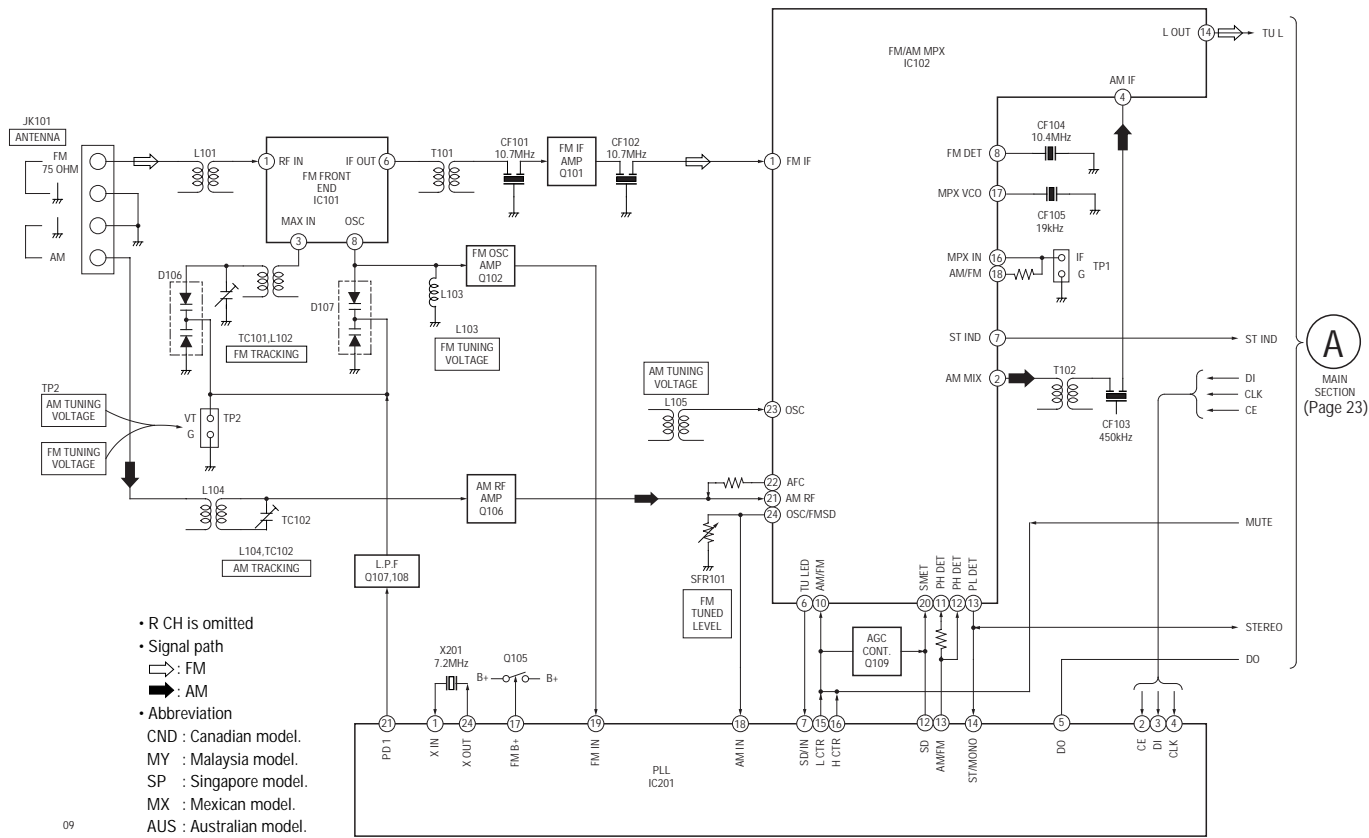 L OUT
14
TU L
FM/AM MPX
IC102
AM IF
4
JK101
ANTENNA
FM
75 OHM
AM
L101
1
RF IN
IF OUT
6
FM FRONT
END
IC101
MAX IN
OSC
3
8
T101
CF101
10.7MHz
FM IF
AMP
Q101
CF102
10.7MHz
1
FM IF
CF104
10.4MHz
FM DET
8
MPX VCO
17
CF105
19kHz
MPX IN
16
AM/FM
18
IF
G
TP1
D106
D107
TC101,L102
FM TRACKING
L103
FM OSC
AMP
Q102
L103
FM TUNING
VOLTAGE
ST IND
7
ST IND
AM MIX
2
T102
CF103
450kHz
DI
CLK
CE
A
MAIN
SECTION
(Page 23)
TP2
AM TUNING
VOLTAGE
FM TUNING
VOLTAGE
VT
G
TP2
AM TUNING
VOLTAGE
L105
23
OSC
L104
TC102
L104,TC102
AM TRACKING
AM RF
AMP
Q106
22
AFC
21
AM RF
24
OSC/FMSD
SFR101
FM
TUNED
LEVEL
MUTE
L.P.F
Q107,108
TU LED
AM/FM
SMET
PH DET
PH DET
PL DET
6
10
20
11
12
13
AGC
CONT.
Q109
STEREO
DO
• R CH is omitted
• Signal path
: FM
: AM
• Abbreviation
CND : Canadian model.
MY : Malaysia model.
SP : Singapore model.
MX : Mexican model.
AUS : Australian model.
X201
7.2MHz
Q105
B+
B+
21
1
24
17
19
18
7
15
16
12
13
14
5
2
3
4
PD 1
X IN
X OUT
FM B+
FM IN
AM IN
SD/IN
L CTR
H CTR
SD
AM/FM
ST/MONO
DO
CE
DI
CLK
PLL
IC201
09